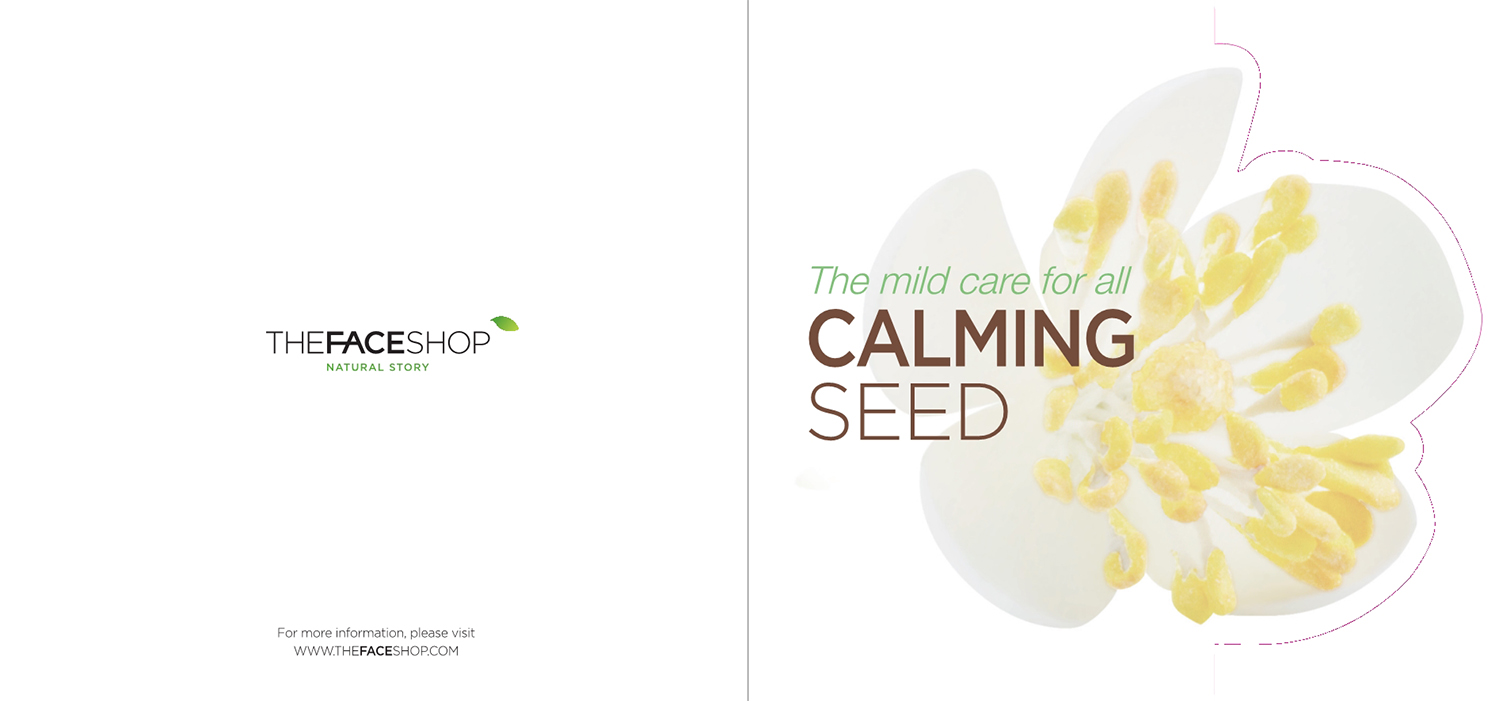 THEFACESHOP
NATURAL STORY
For more information, please visit
WWW.THEFACESHOP.COM
The mild care for all
CALMING
SEED